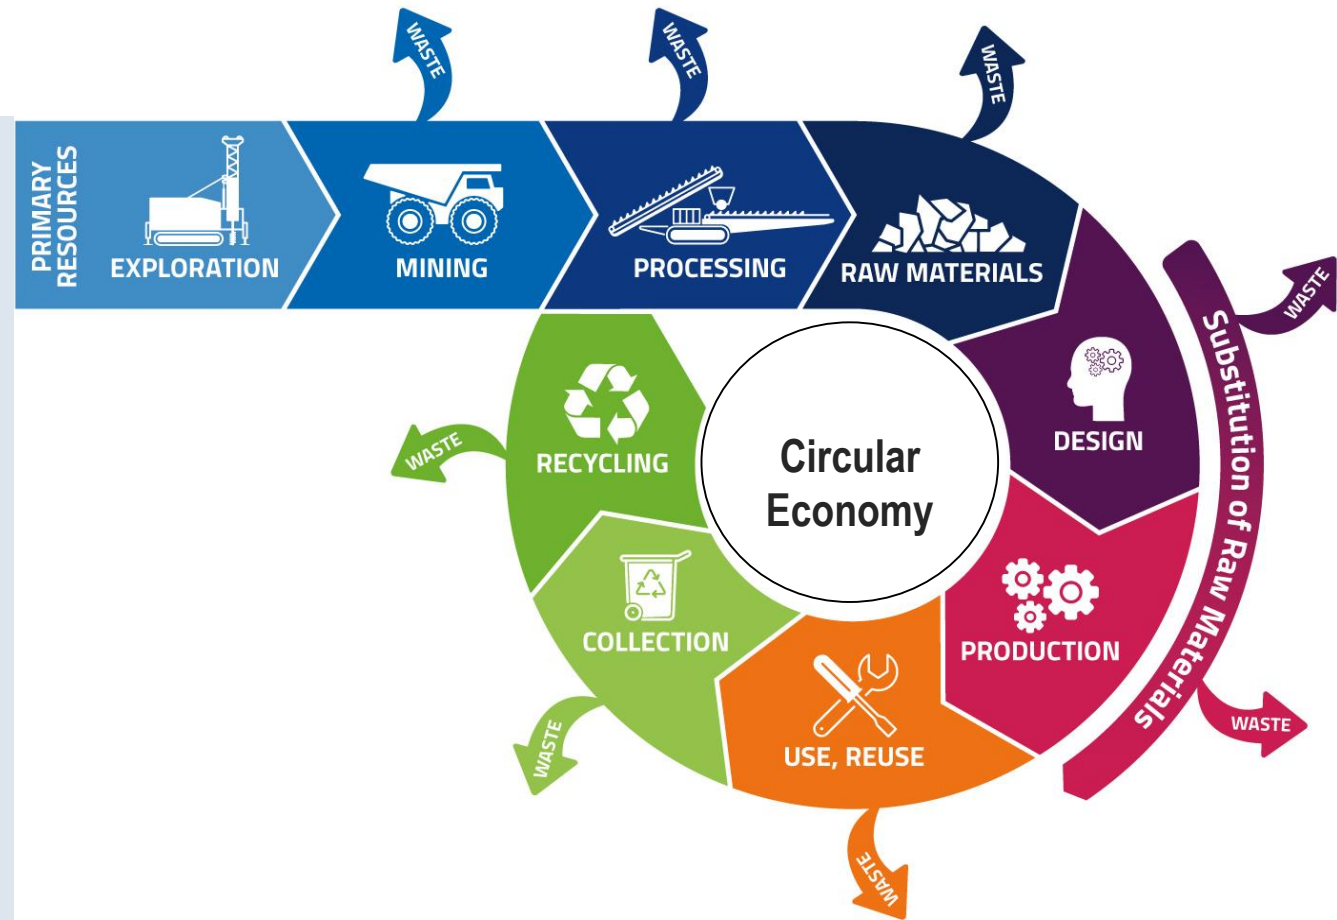 WASTE
WASTE
WASTE
PRIMARY
RESOURCES
EXPLORATION
MINING
PROCESSING
RAW MATERIALS
WASTE
Substitution of Raw Materials
DESIGN
WASTE
RECYCLING
Circular
Economy
COLLECTION
PRODUCTION
WASTE
WASTE
USE, REUSE
WASTE